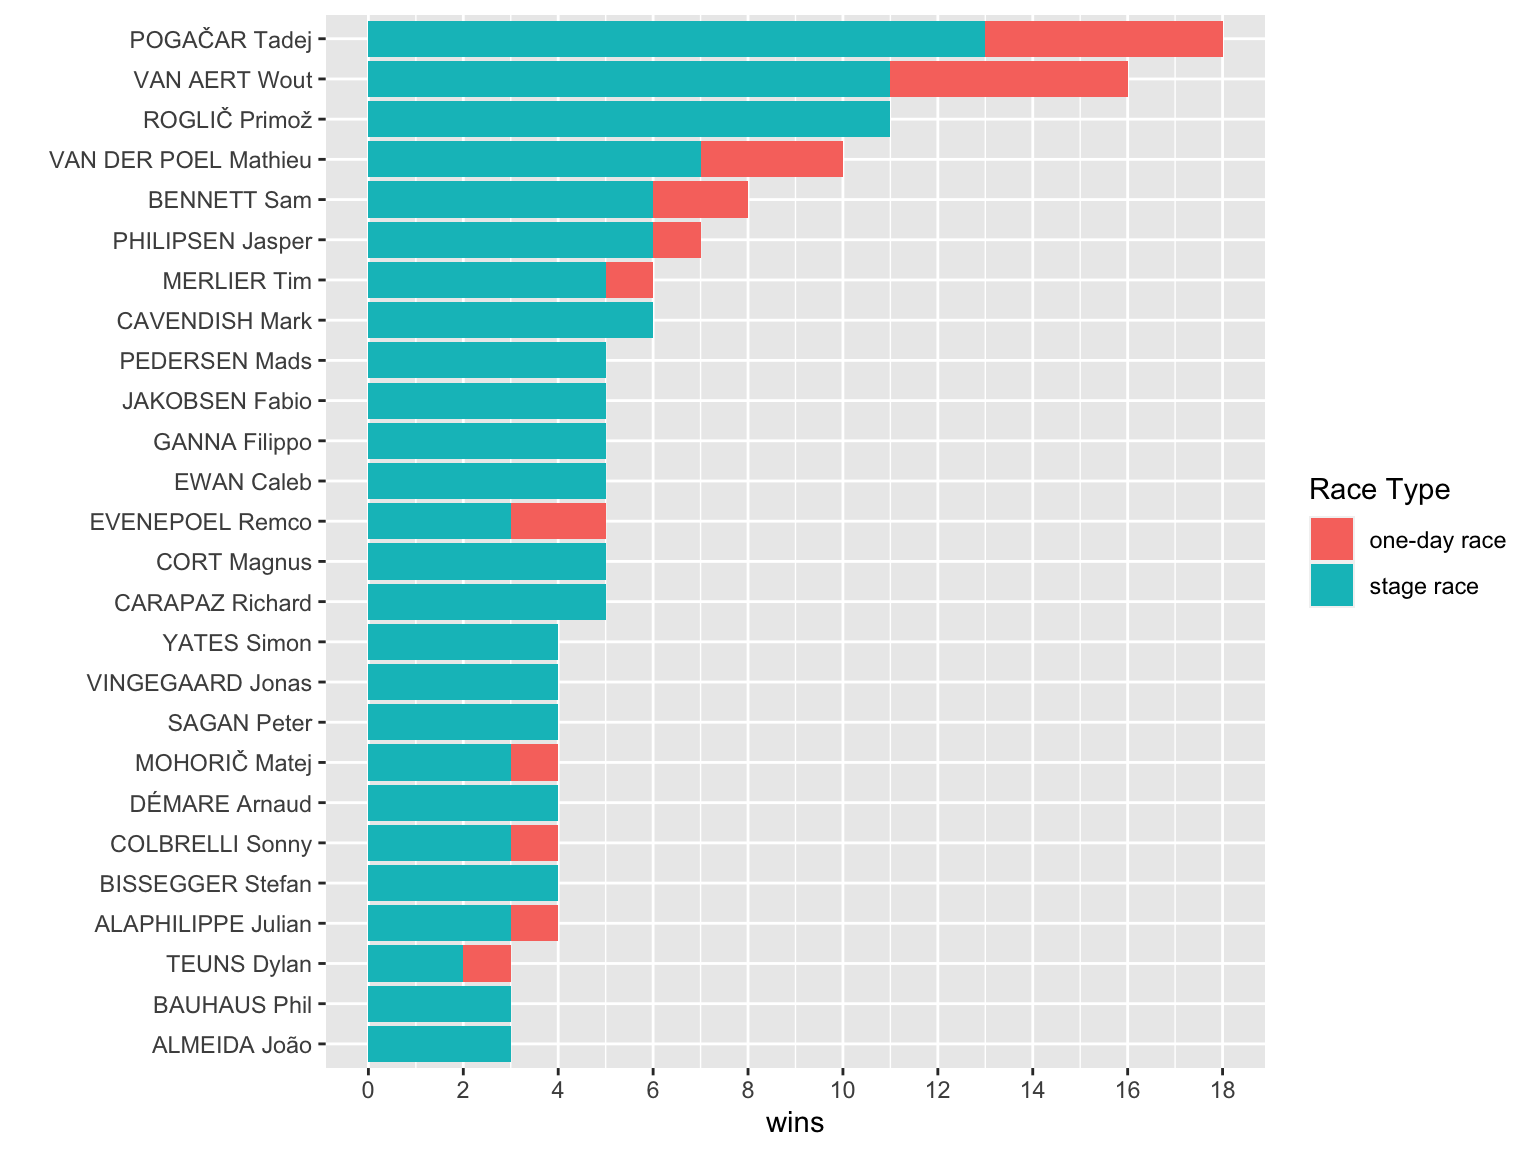 POGAČAR Tadej
VAN AERT Wout
ROGLIČ Primož
VAN DER POEL Mathieu
BENNETT Sam
PHILIPSEN Jasper
MERLIER Tim
CAVENDISH Mark
PEDERSEN Mads
JAKOBSEN Fabio
GANNA Filippo
EWAN Caleb
EVENEPOEL Remco
CORT Magnus
CARAPAZ Richard
YATES Simon
VINGEGAARD Jonas
SAGAN Peter
MOHORIČ Matej
DÉMARE Arnaud
COLBRELLI Sonny
BISSEGGER Stefan
ALAPHILIPPE Julian
TEUNS Dylan
BAUHAUS Phil
ALMEIDA João
0 2 4 6 8 10 12 14 16 18
wins
Race Type
one-day race
stage race